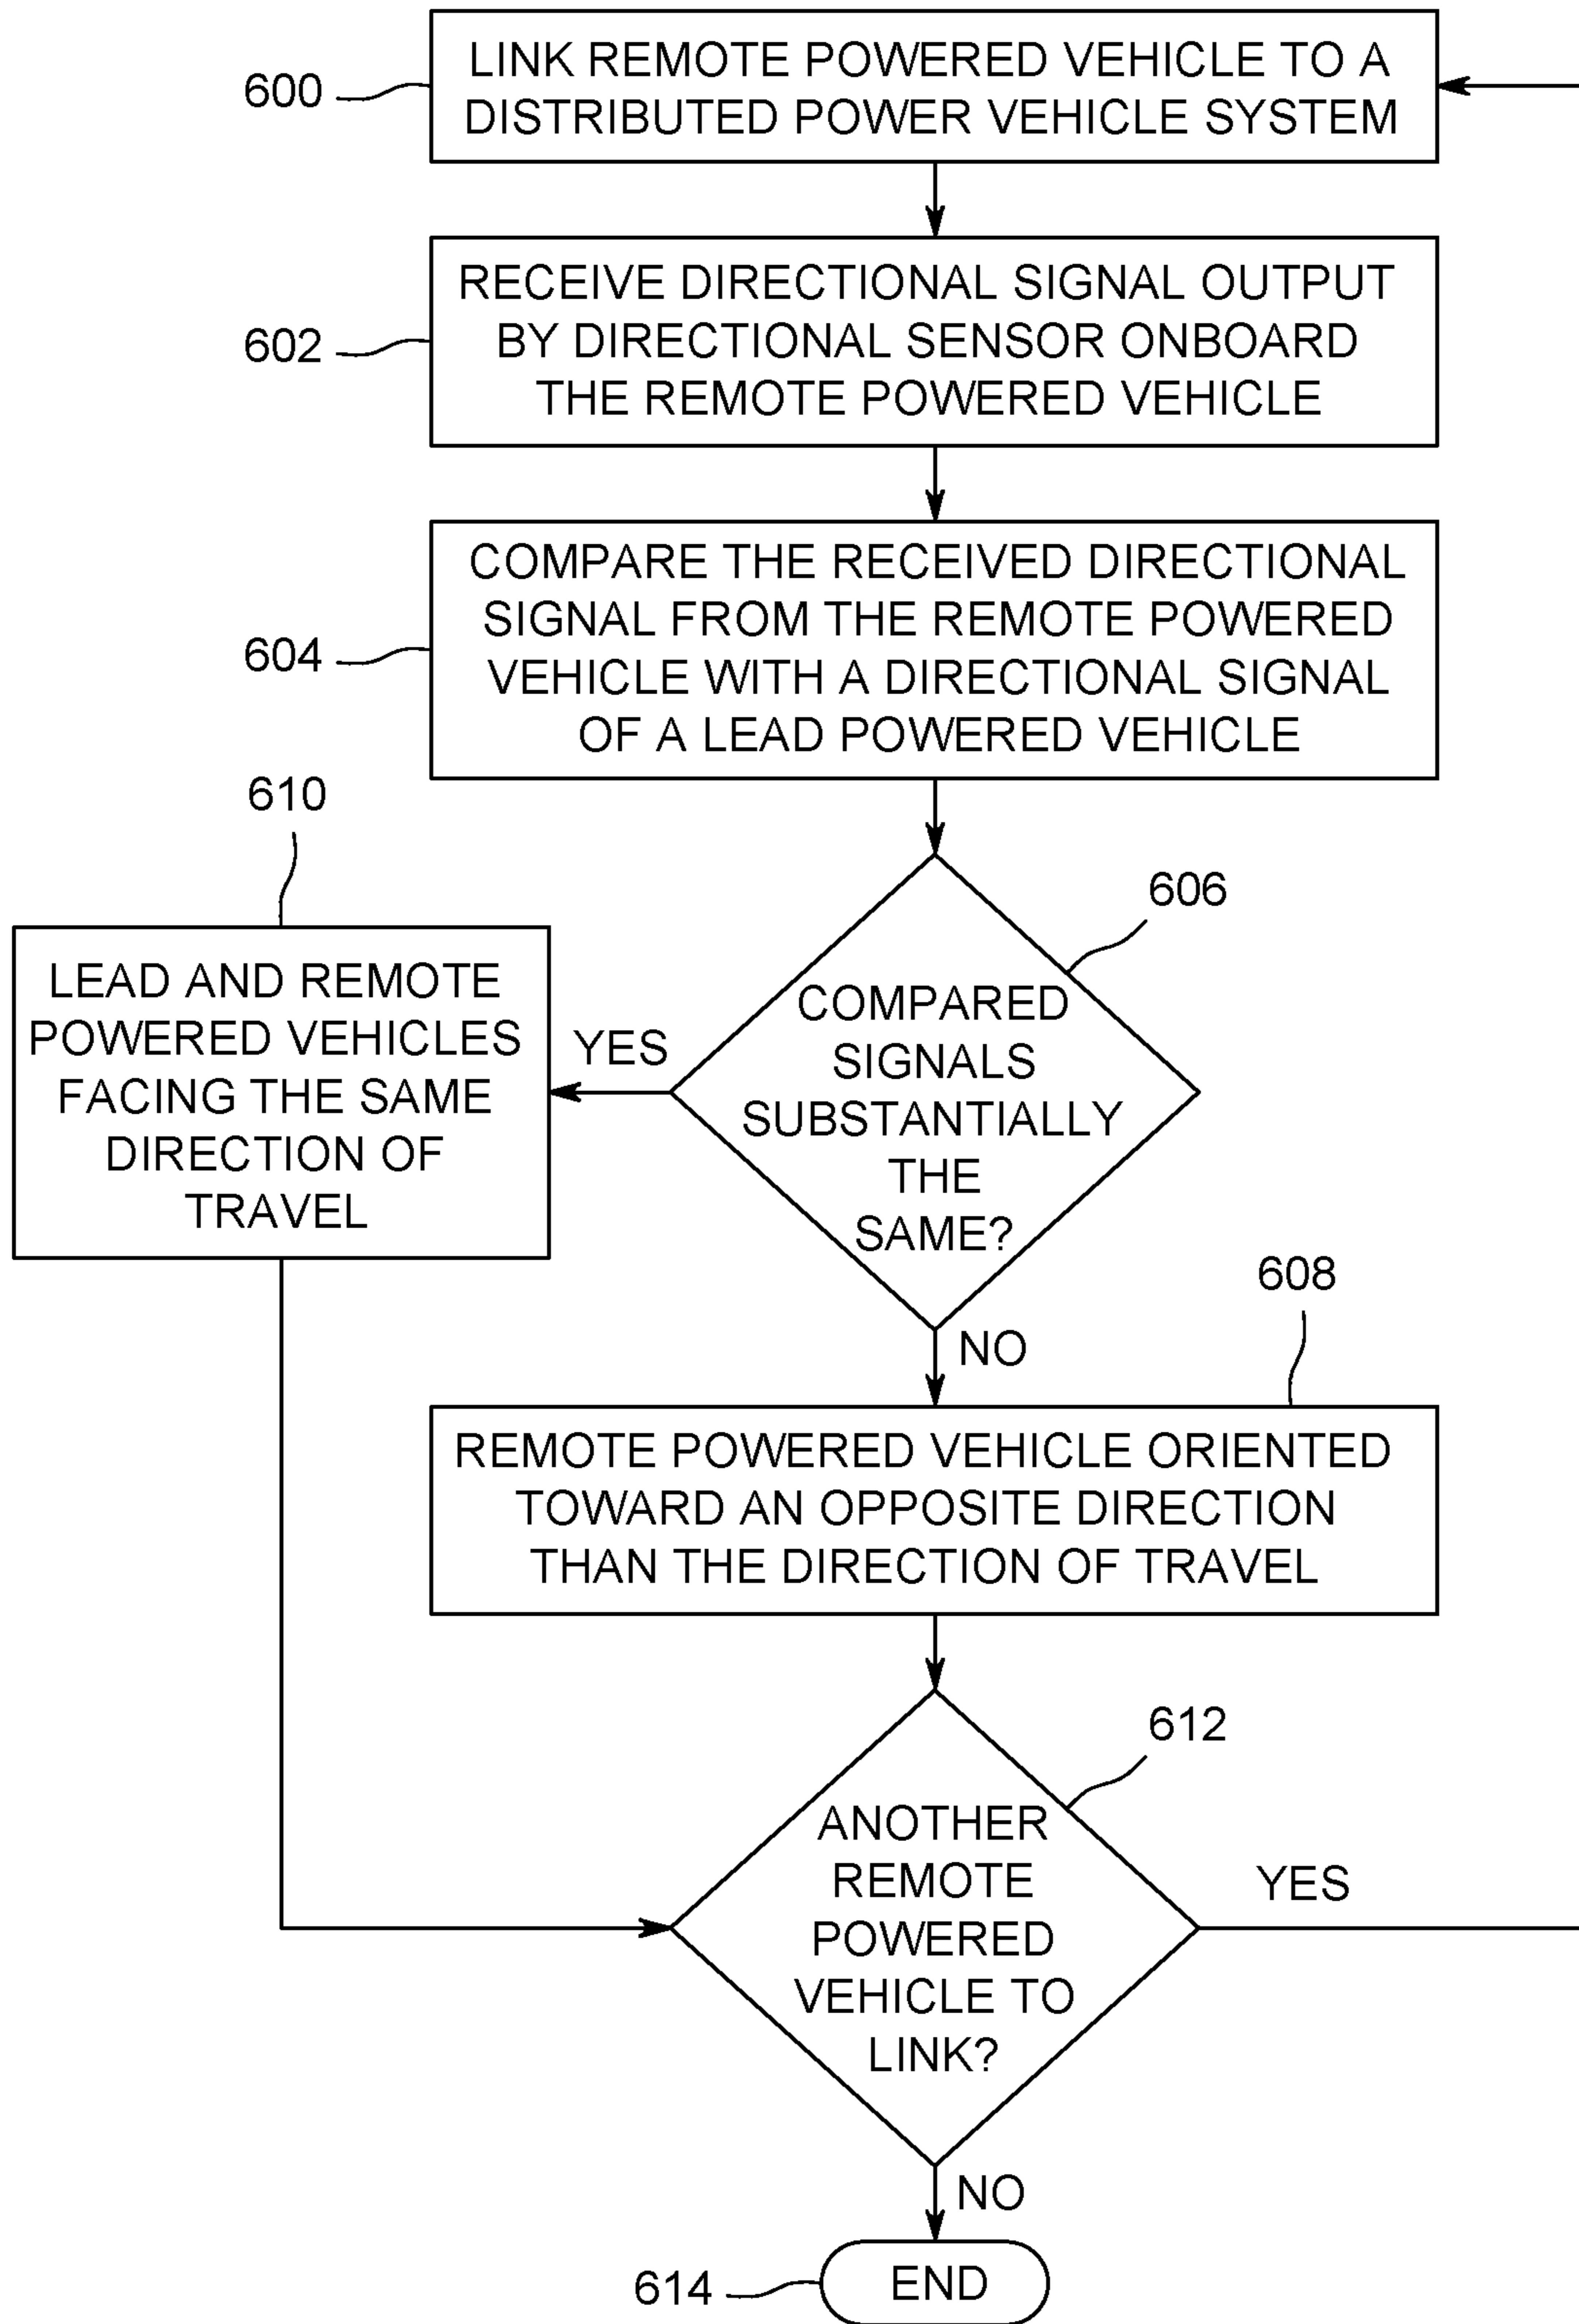 600
LINK REMOTE POWERED VEHICLE TO A
DISTRIBUTED POWER VEHICLE SYSTEM
602
RECEIVE DIRECTIONAL SIGNAL OUTPUT
BY DIRECTIONAL SENSOR ONBOARD
THE REMOTE POWERED VEHICLE
604
COMPARE THE RECEIVED DIRECTIONAL
SIGNAL FROM THE REMOTE POWERED
VEHICLE WITH A DIRECTIONAL SIGNAL
OF A LEAD POWERED VEHICLE
606
COMPARED
SIGNALS
SUBSTANTIALLY
THE
SAME?
YES
610
LEAD AND REMOTE
POWERED VEHICLES
FACING THE SAME
DIRECTION OF
TRAVEL
NO
608
REMOTE POWERED VEHICLE ORIENTED
TOWARD AN OPPOSITE DIRECTION
THAN THE DIRECTION OF TRAVEL
612
ANOTHER
REMOTE
POWERED
VEHICLE TO
LINK?
YES
NO
614
END